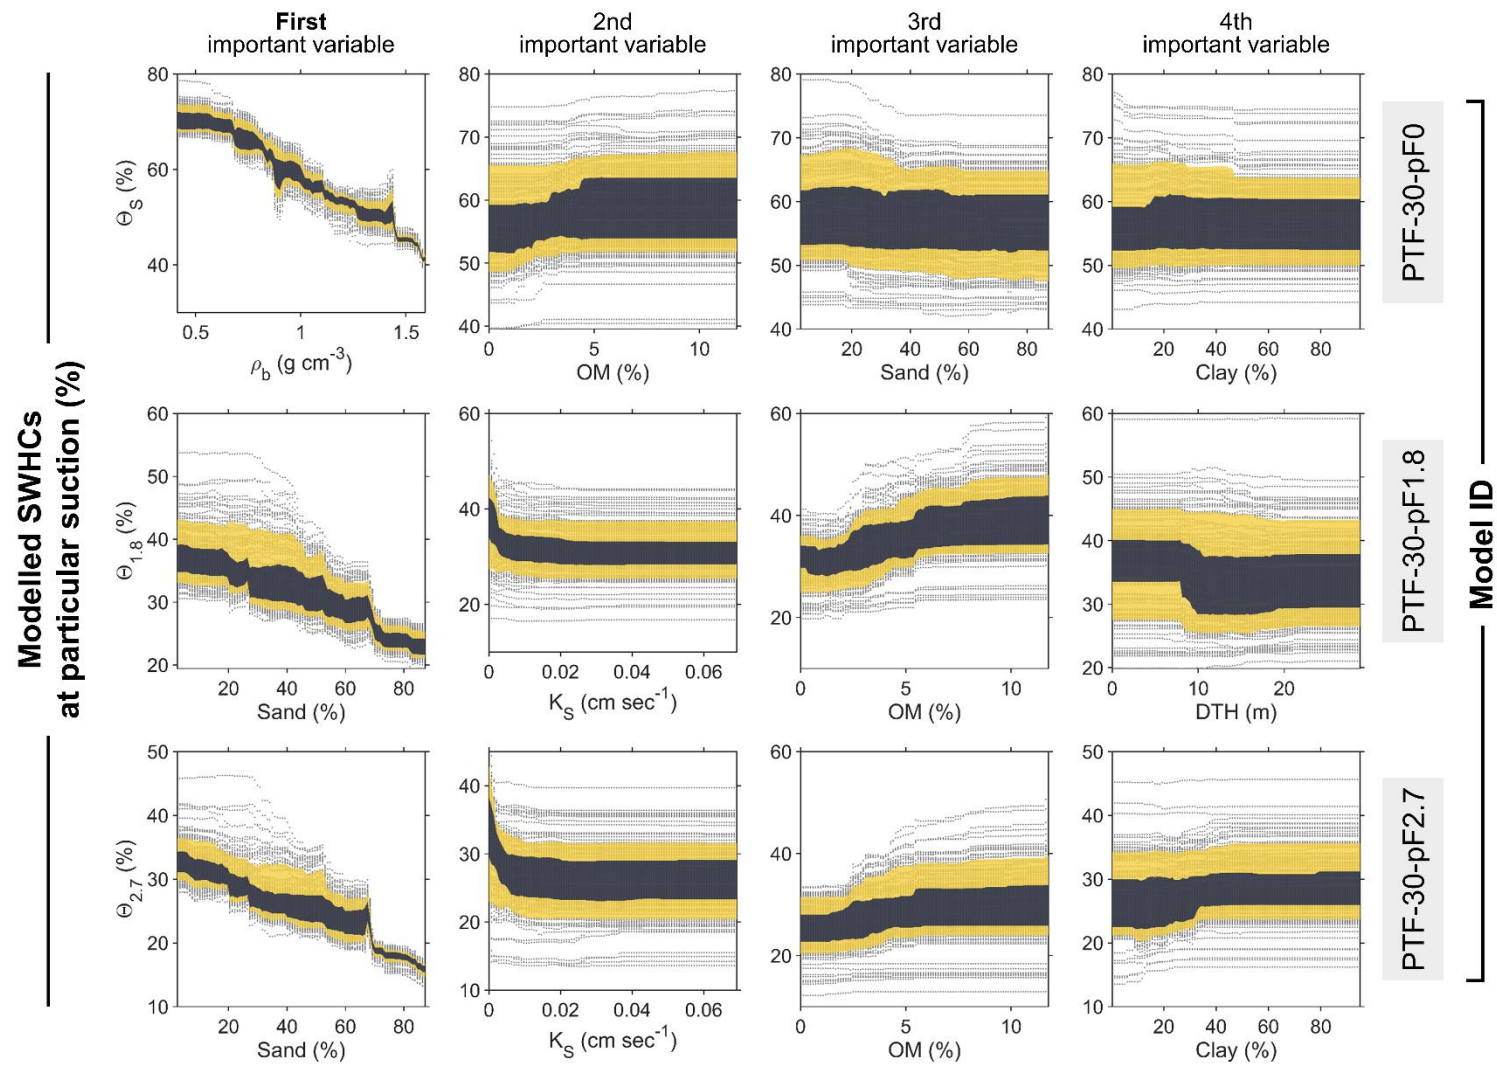 First
important variable
2nd
important variable
3rd
important variable
4th
important variable
Modelled SWHCs
at particular suction (%)
Model ID
80
60
40
ΘS (%)
0.5 1 1.5
ρb (g cm-3)
80
70
60
50
40
0 5 10
OM (%)
80
70
60
50
40
20 40 60 80
Sand (%)
80
70
60
50
40
20 40 60 80
Clay (%)
PTF-30-pF0
60
50
40
30
20
Θ1.8 (%)
20 40 60 80
Sand (%)
60
40
20
0 0.02 0.04 0.06
KS (cm sec-1)
60
40
20
0 5 10
OM (%)
60
50
40
30
20
0 10 20
DTH (m)
PTF-30-pF1.8
50
40
30
20
10
Θ2.7 (%)
20 40 60 80
Sand (%)
40
30
20
10
0 0.02 0.04 0.06
KS (cm sec-1)
60
40
20
0 5 10
OM (%)
50
40
30
20
10
20 40 60 80
Clay (%)
PTF-30-pF2.7